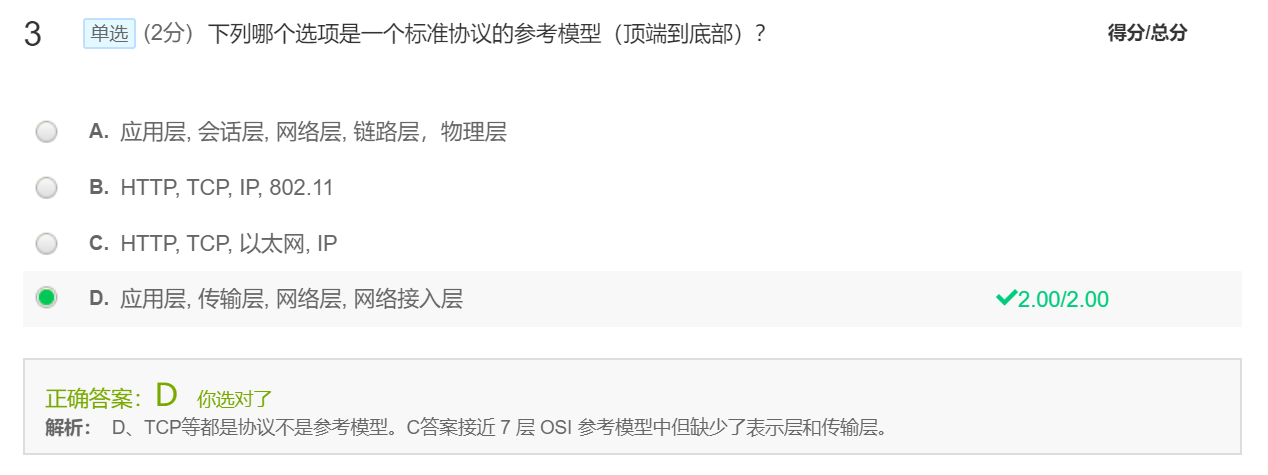 3 单选 (2分) 下列哪个选项是一个标准协议的参考模型（顶端到底部）？ 得分/总分
A. 应用层, 会话层, 网络层, 链路层，物理层
B. HTTP, TCP, IP, 802.11
C. HTTP, TCP, 以太网, IP
D. 应用层, 传输层, 网络层, 网络接入层 2.00/2.00
正确答案：D 你选对了
解析： D、TCP等都是协议不是参考模型。C答案接近 7 层 OSI 参考模型中但缺少了表示层和传输层。